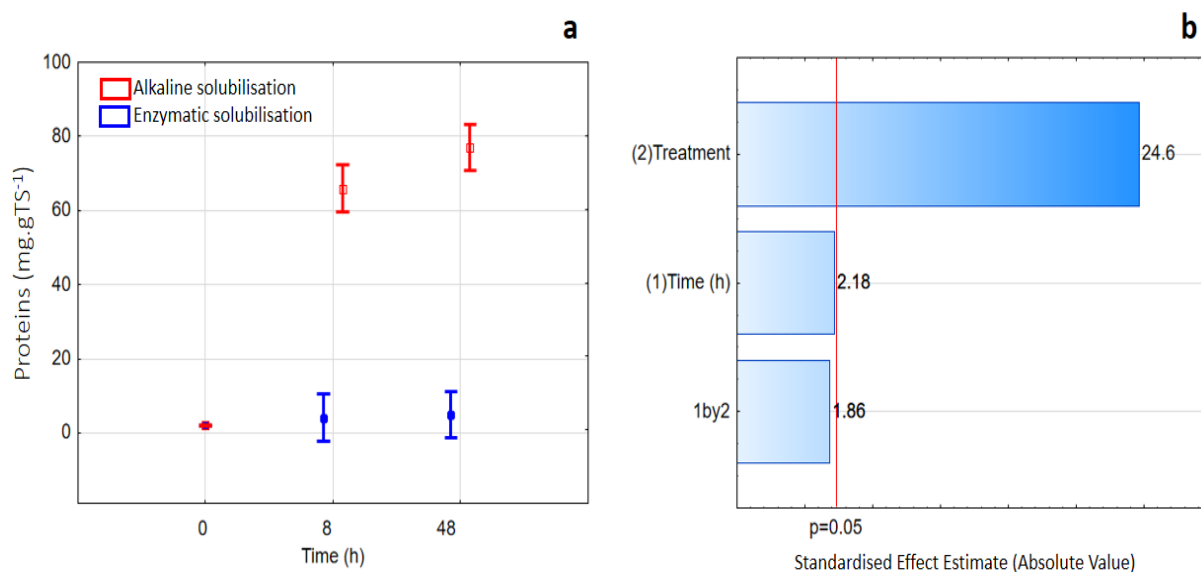 a
100
80
60
40
20
0
Proteins (mg.gTS⁻¹)
Alkaline solubilisation
Enzymatic solubilisation
0 8 48
Time (h)
b
(2)Treatment
24.6
(1)Time (h)
2.18
1by2
1.86
p=0.05
Standardised Effect Estimate (Absolute Value)